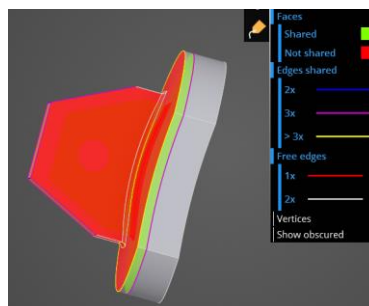 Faces
Shared
Not shared
Edges shared
2x
3x
> 3x
Free edges
1x
2x
Vertices
Show obscured